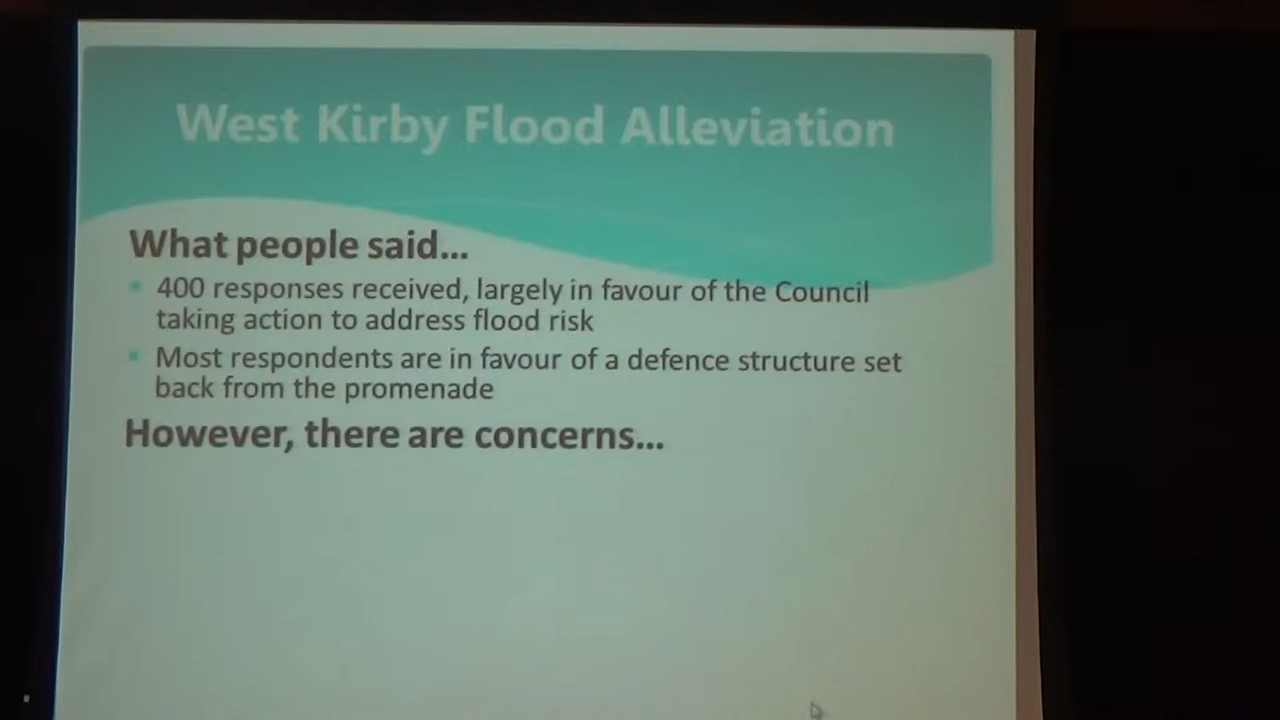 West Kirby Flood Alleviation
What people said...
400 responses received, largely in favour of the Council
taking action to address flood risk
Most respondents are in favour of a defence structure set
back from the promenade
However, there are concerns...